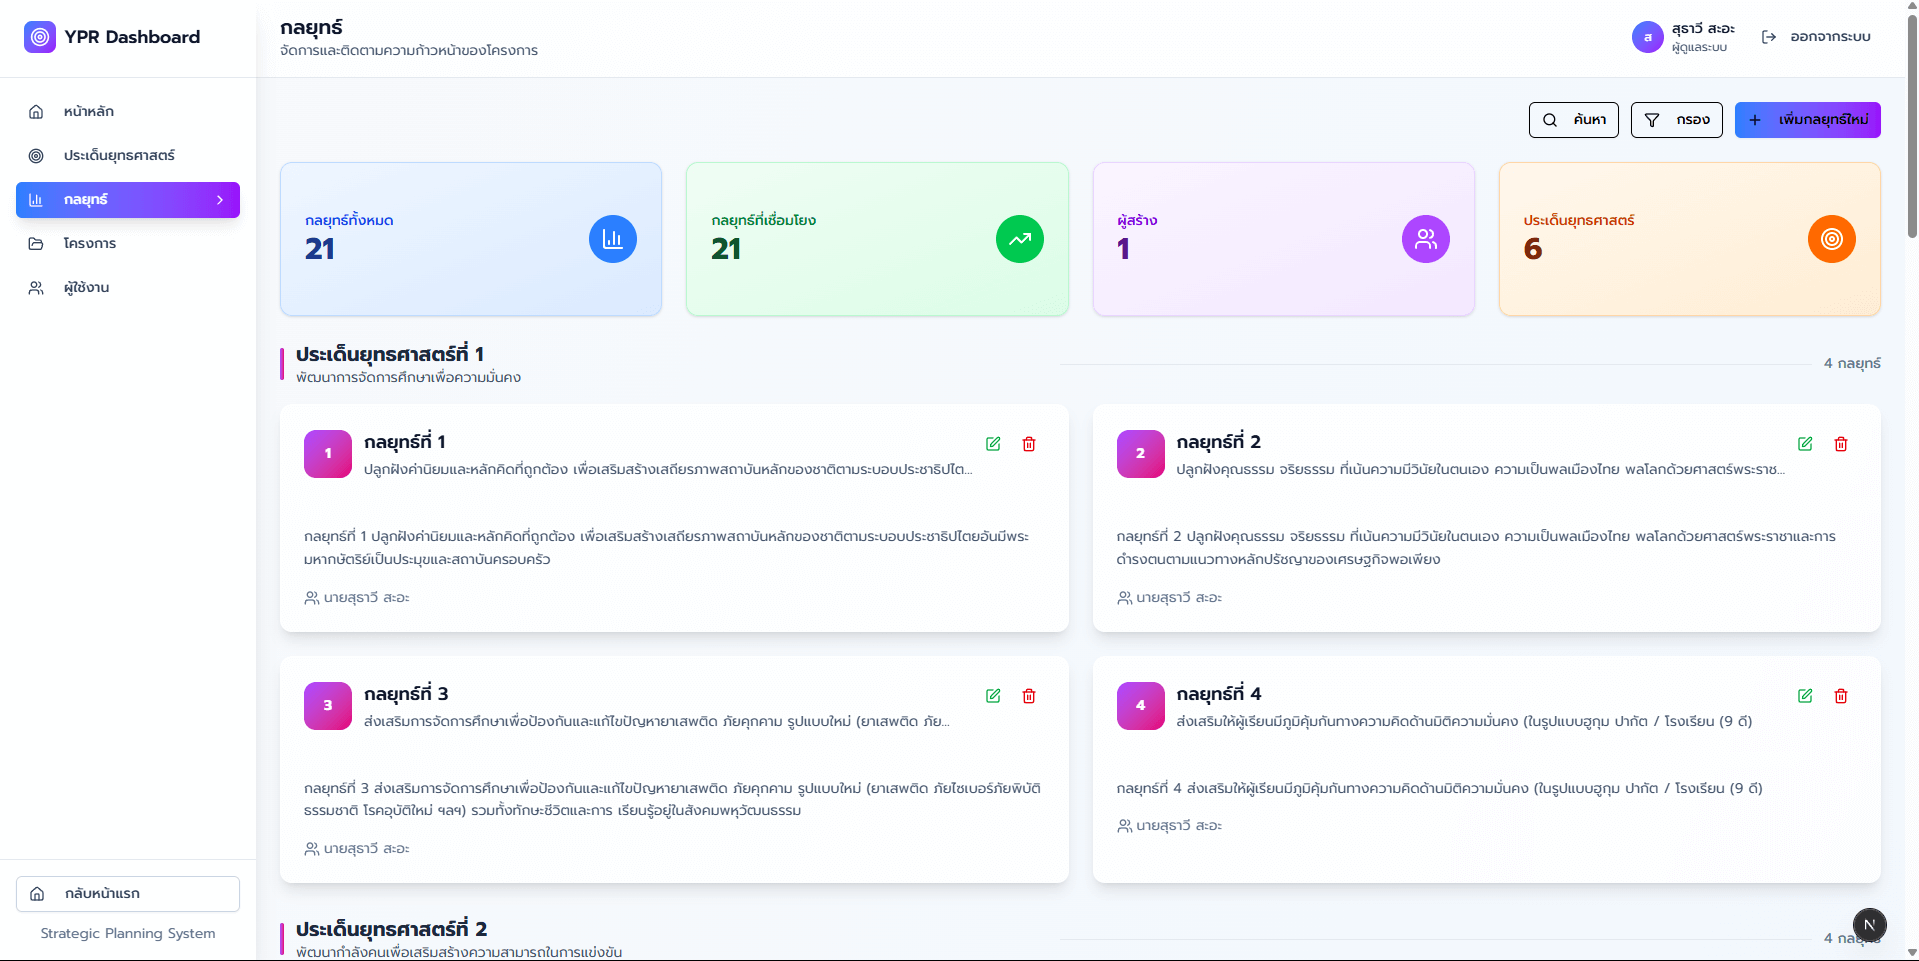 YPR Dashboard
กลยุทธ์
จัดการและติดตามความก้าวหน้าของโครงการ
ส
สุธาวี สะอะ
ผู้ดูแลระบบ
ออกจากระบบ
หน้าหลัก
ประเด็นยุทธศาสตร์
กลยุทธ์
โครงการ
ผู้ใช้งาน
ค้นหา
กรอง
เพิ่มกลยุทธ์ใหม่
กลยุทธ์ทั้งหมด
21
กลยุทธ์ที่เชื่อมโยง
21
ผู้สร้าง
1
ประเด็นยุทธศาสตร์
6
ประเด็นยุทธศาสตร์ที่ 1
พัฒนาการจัดการศึกษาเพื่อความมั่นคง
4 กลยุทธ์
1
กลยุทธ์ที่ 1
ปลูกฝังค่านิยมและหลักคิดที่ถูกต้อง เพื่อเสริมสร้างเสถียรภาพสถาบันหลักของชาติตามระบอบประชาธิปไต...
กลยุทธ์ที่ 1 ปลูกฝังค่านิยมและหลักคิดที่ถูกต้อง เพื่อเสริมสร้างเสถียรภาพสถาบันหลักของชาติตามระบอบประชาธิปไตยอันมีพระ
มหากษัตริย์เป็นประมุขและสถาบันครอบครัว
นายสุธาวี สะอะ
2
กลยุทธ์ที่ 2
ปลูกฝังคุณธรรม จริยธรรม ที่เน้นความมีวินัยในตนเอง ความเป็นพลเมืองไทย พลโลกด้วยศาสตร์พระราช...
กลยุทธ์ที่ 2 ปลูกฝังคุณธรรม จริยธรรม ที่เน้นความมีวินัยในตนเอง ความเป็นพลเมืองไทย พลโลกด้วยศาสตร์พระราชาและการ
ดำรงตนตามแนวทางหลักปรัชญาของเศรษฐกิจพอเพียง
นายสุธาวี สะอะ
3
กลยุทธ์ที่ 3
ส่งเสริมการจัดการศึกษาเพื่อป้องกันและแก้ไขปัญหายาเสพติด ภัยคุกคาม รูปแบบใหม่ (ยาเสพติด ภัย...
กลยุทธ์ที่ 3 ส่งเสริมการจัดการศึกษาเพื่อป้องกันและแก้ไขปัญหายาเสพติด ภัยคุกคาม รูปแบบใหม่ (ยาเสพติด ภัยไซเบอร์ภัยพิบัติ
ธรรมชาติ โรคอุบัติใหม่ ฯลฯ) รวมทั้งทักษะชีวิตและการ เรียนรู้อยู่ในสังคมพหุวัฒนธรรม
นายสุธาวี สะอะ
4
กลยุทธ์ที่ 4
ส่งเสริมให้ผู้เรียนมีภูมิคุ้มกันทางความคิดด้านมิติความมั่นคง (ในรูปแบบฮูกุม ปากัต / โรงเรียน (9 ดี)
กลยุทธ์ที่ 4 ส่งเสริมให้ผู้เรียนมีภูมิคุ้มกันทางความคิดด้านมิติความมั่นคง (ในรูปแบบฮูกุม ปากัต / โรงเรียน (9 ดี)
นายสุธาวี สะอะ
ประเด็นยุทธศาสตร์ที่ 2
พัฒนากำลังคนเพื่อเสริมสร้างความสามารถในการแข่งขัน
4
N
กลับหน้าแรก
Strategic Planning System